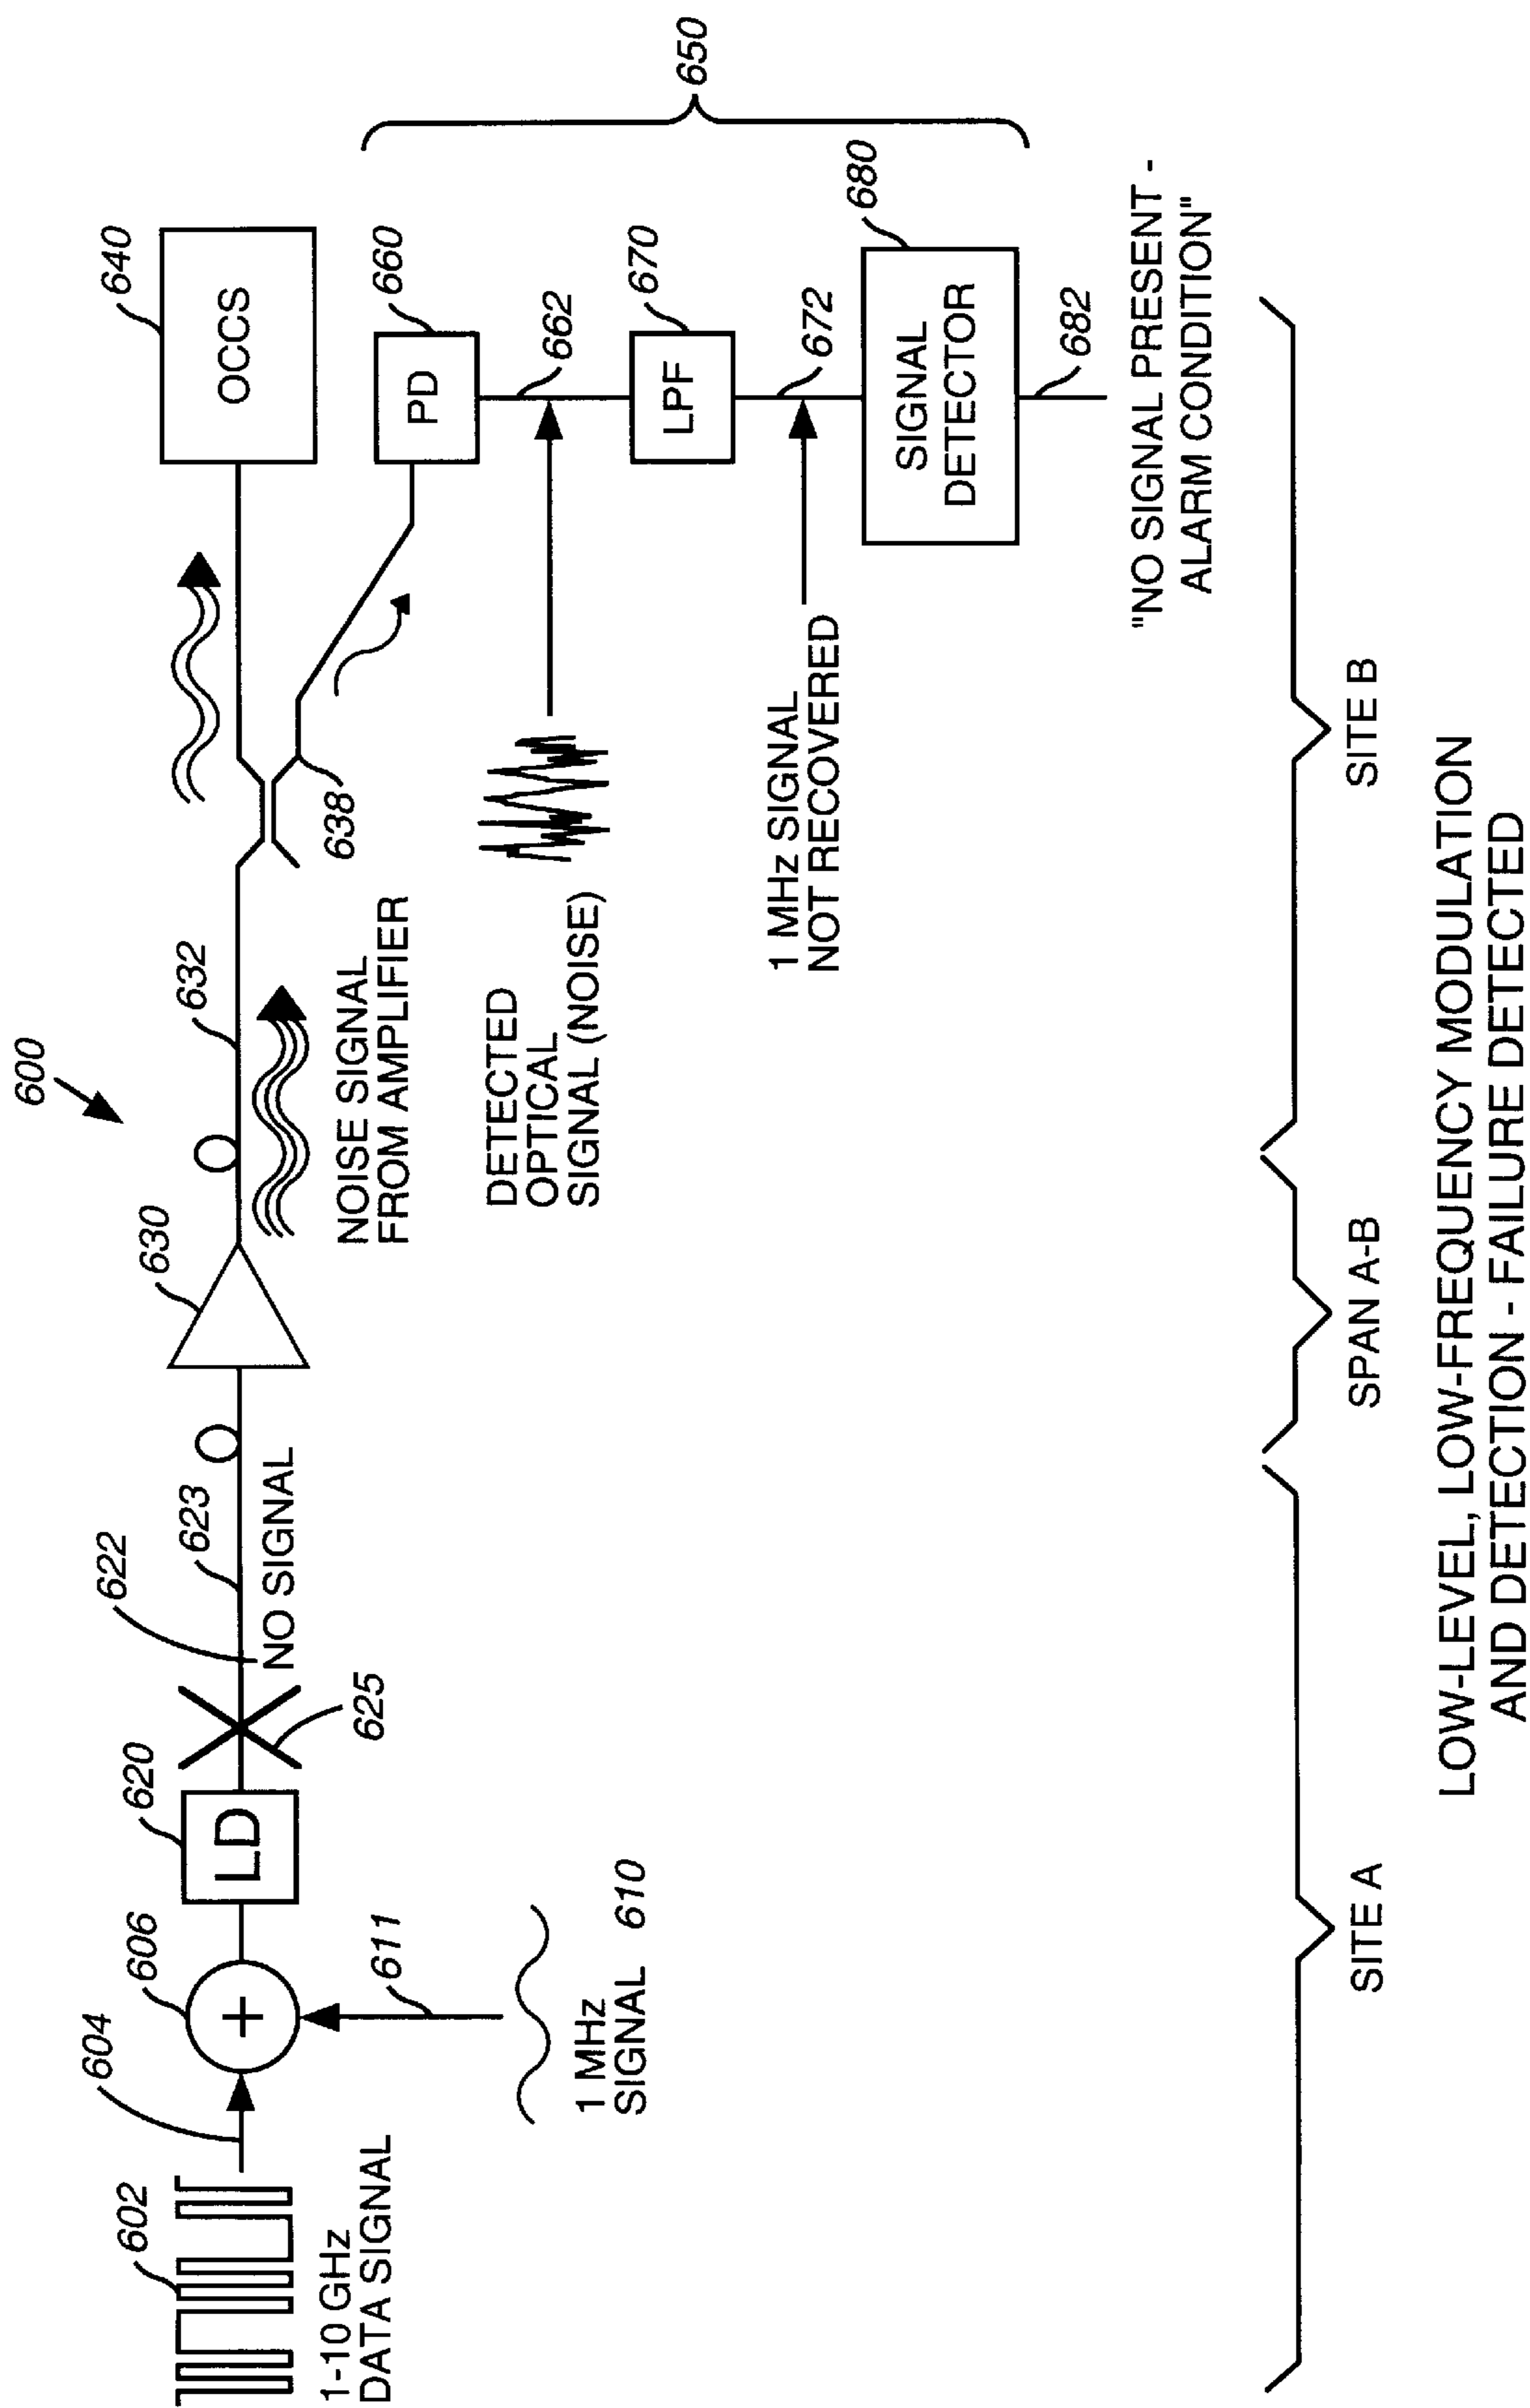 600
602
1-10 GHz
DATA SIGNAL
604
606
+
611
1 MHz
SIGNAL 610
620
LD
625
622
NO SIGNAL
623
630
NOISE SIGNAL
FROM AMPLIFIER
632
638
640
OCCS
660
PD
662
DETECTED
OPTICAL
SIGNAL (NOISE)
670
LPF
672
1 MHz SIGNAL
NOT RECOVERED
680
SIGNAL
DETECTOR
682
650
"NO SIGNAL PRESENT -
ALARM CONDITION"
SITE A
SPAN A-B
SITE B
LOW-LEVEL, LOW-FREQUENCY MODULATION
AND DETECTION - FAILURE DETECTED